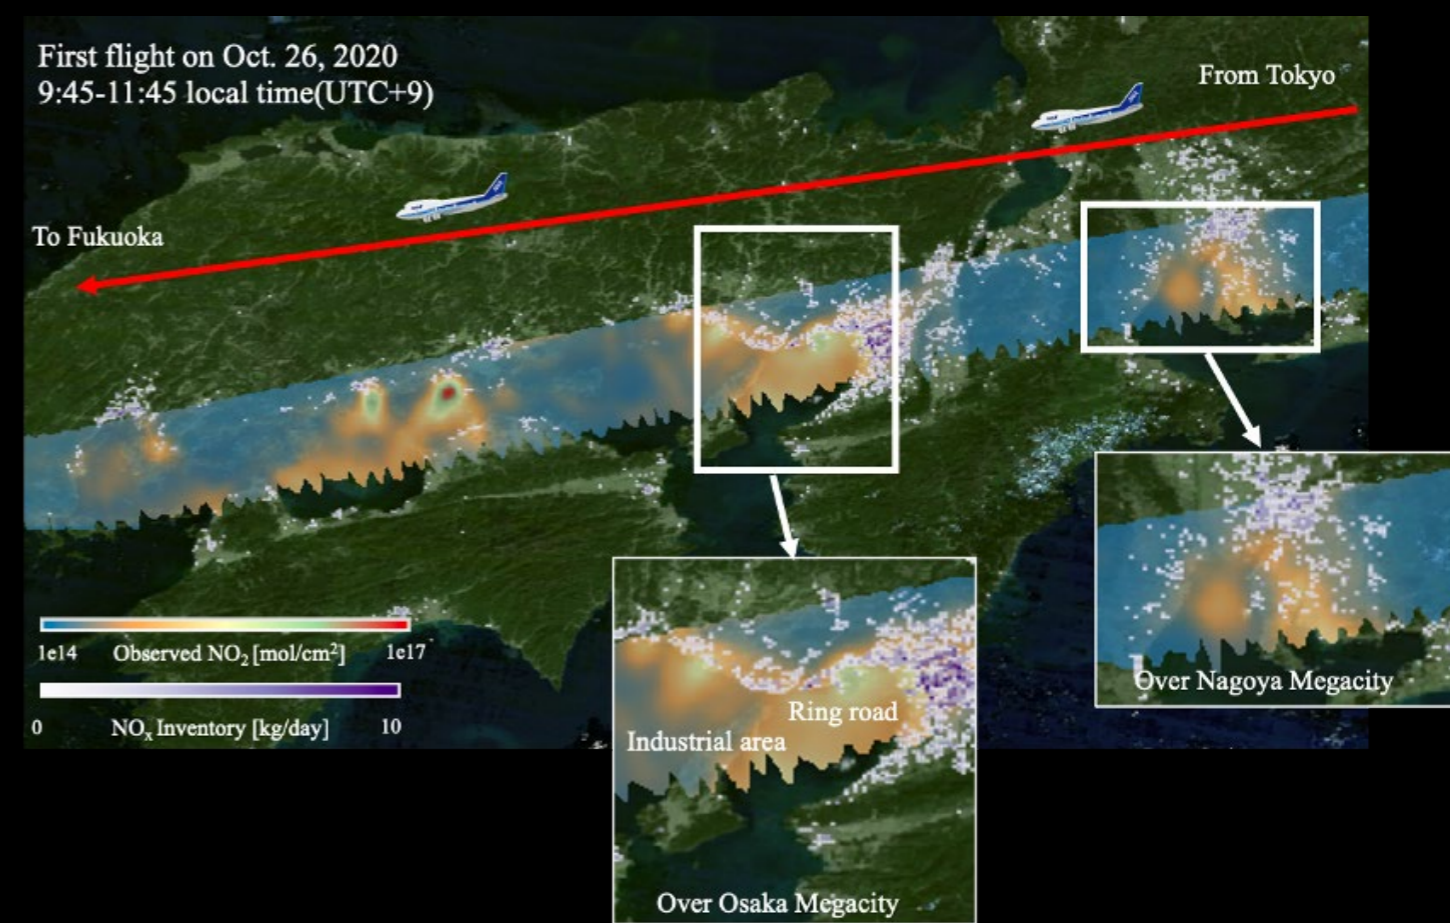 First flight on Oct. 26, 2020
9:45-11:45 local time(UTC+9)
From Tokyo
To Fukuoka
1e14 Observed NO₂ [mol/cm²] 1e17
0 NOₓ Inventory [kg/day] 10
Over Nagoya Megacity
Ring road
Industrial area
Over Osaka Megacity